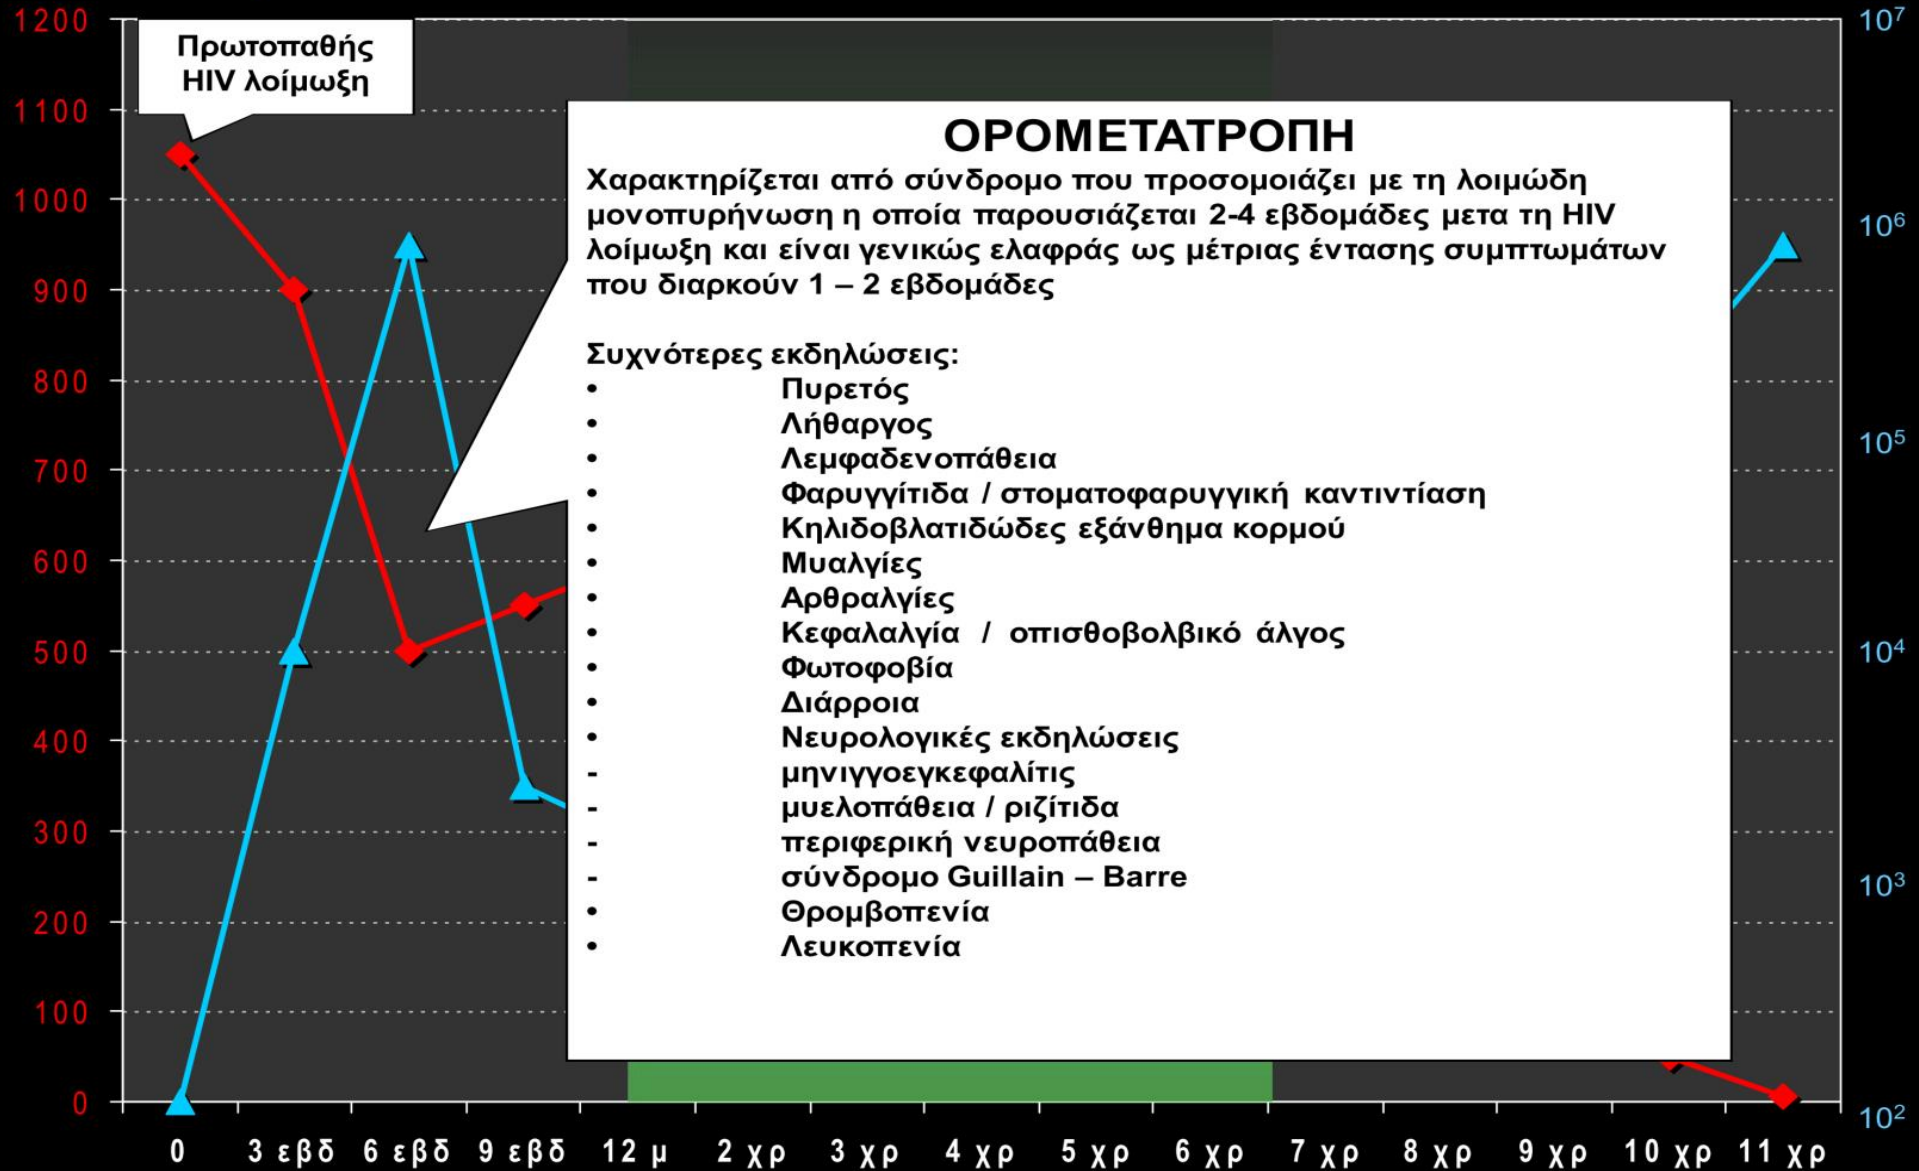 1200
1100
1000
900
800
700
600
500
400
300
200
100
0
Πρωτοπαθής
HIV λοίμωξη
ΟΡΟΜΕΤΑΤΡΟΠΗ
Χαρακτηρίζεται από σύνδρομο που προσομοιάζει με τη λοιμώδη
μονοπυρήνωση η οποία παρουσιάζεται 2-4 εβδομάδες μετα τη HIV
λοίμωξη και είναι γενικώς ελαφράς ως μέτριας έντασης συμπτωμάτων
που διαρκούν 1 – 2 εβδομάδες
Συχνότερες εκδηλώσεις:
• Πυρετός
• Λήθαργος
• Λεμφαδενοπάθεια
• Φαρυγγίτιδα / στοματοφαρυγγική καντιντίαση
• Κηλιδοβλατιδώδες εξάνθημα κορμού
• Μυαλγίες
• Αρθραλγίες
• Κεφαλαλγία / οπισθοβολβικό άλγος
• Φωτοφοβία
• Διάρροια
• Νευρολογικές εκδηλώσεις
- μηνιγγοεγκεφαλίτις
- μυελοπάθεια / ριζίτιδα
- περιφερική νευροπάθεια
- σύνδρομο Guillain – Barre
• Θρομβοπενία
• Λευκοπενία
10⁷
10⁶
10⁵
10⁴
10³
10²
0 3 εβδ 6 εβδ 9 εβδ 12 μ 2 χρ 3 χρ 4 χρ 5 χρ 6 χρ 7 χρ 8 χρ 9 χρ 10 χρ 11 χρ